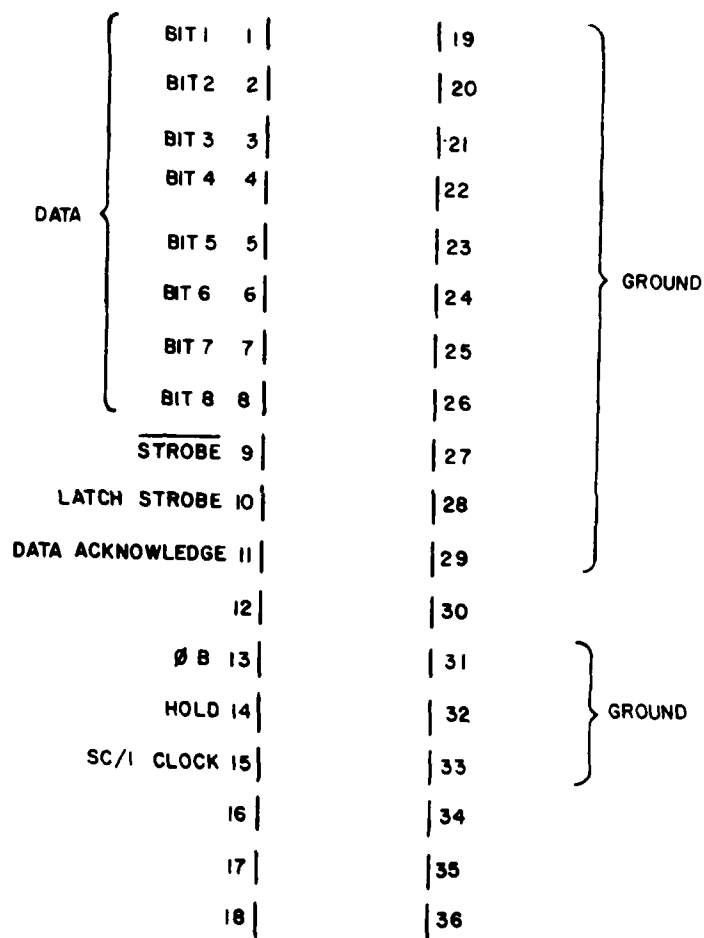 BIT 1 1 19
BIT 2 2 20
BIT 3 3 21
BIT 4 4 22
DATA
BIT 5 5 23
GROUND
BIT 6 6 24
BIT 7 7 25
BIT 8 8 26
STROBE 9 27
LATCH STROBE 10 28
DATA ACKNOWLEDGE 11 29
12 30
Ø B 13 31
HOLD 14 32
GROUND
SC/1 CLOCK 15 33
16 34
17 35
18 36